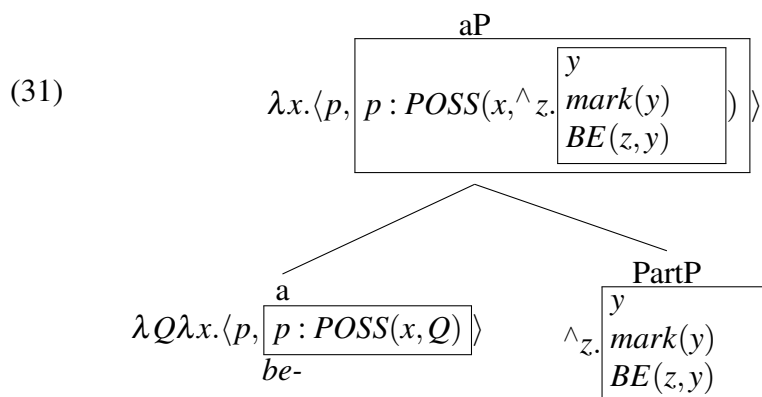 (31)
aP
λx.⟨p, p : POSS(x,^ z. y mark(y) BE(z,y) ) ⟩
a
λQλx.⟨p, p : POSS(x,Q) ⟩
be-
PartP
^z. y mark(y) BE(z,y)